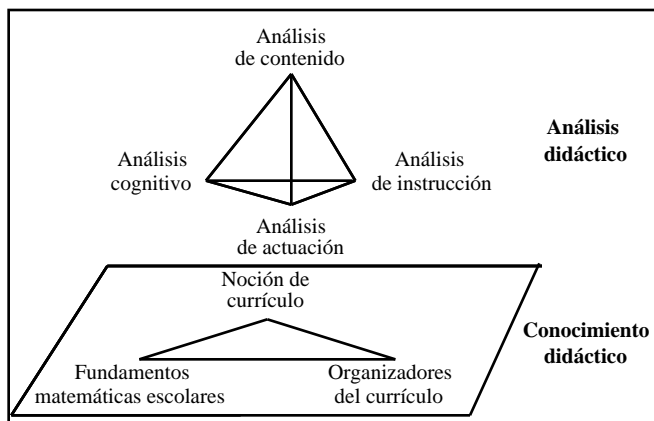 Análisis
de contenido
Análisis
didáctico
Análisis
cognitivo
Análisis
de instrucción
Análisis
de actuación
Noción de
currículo
Conocimiento
didáctico
Fundamentos
matemáticas escolares
Organizadores
del currículo